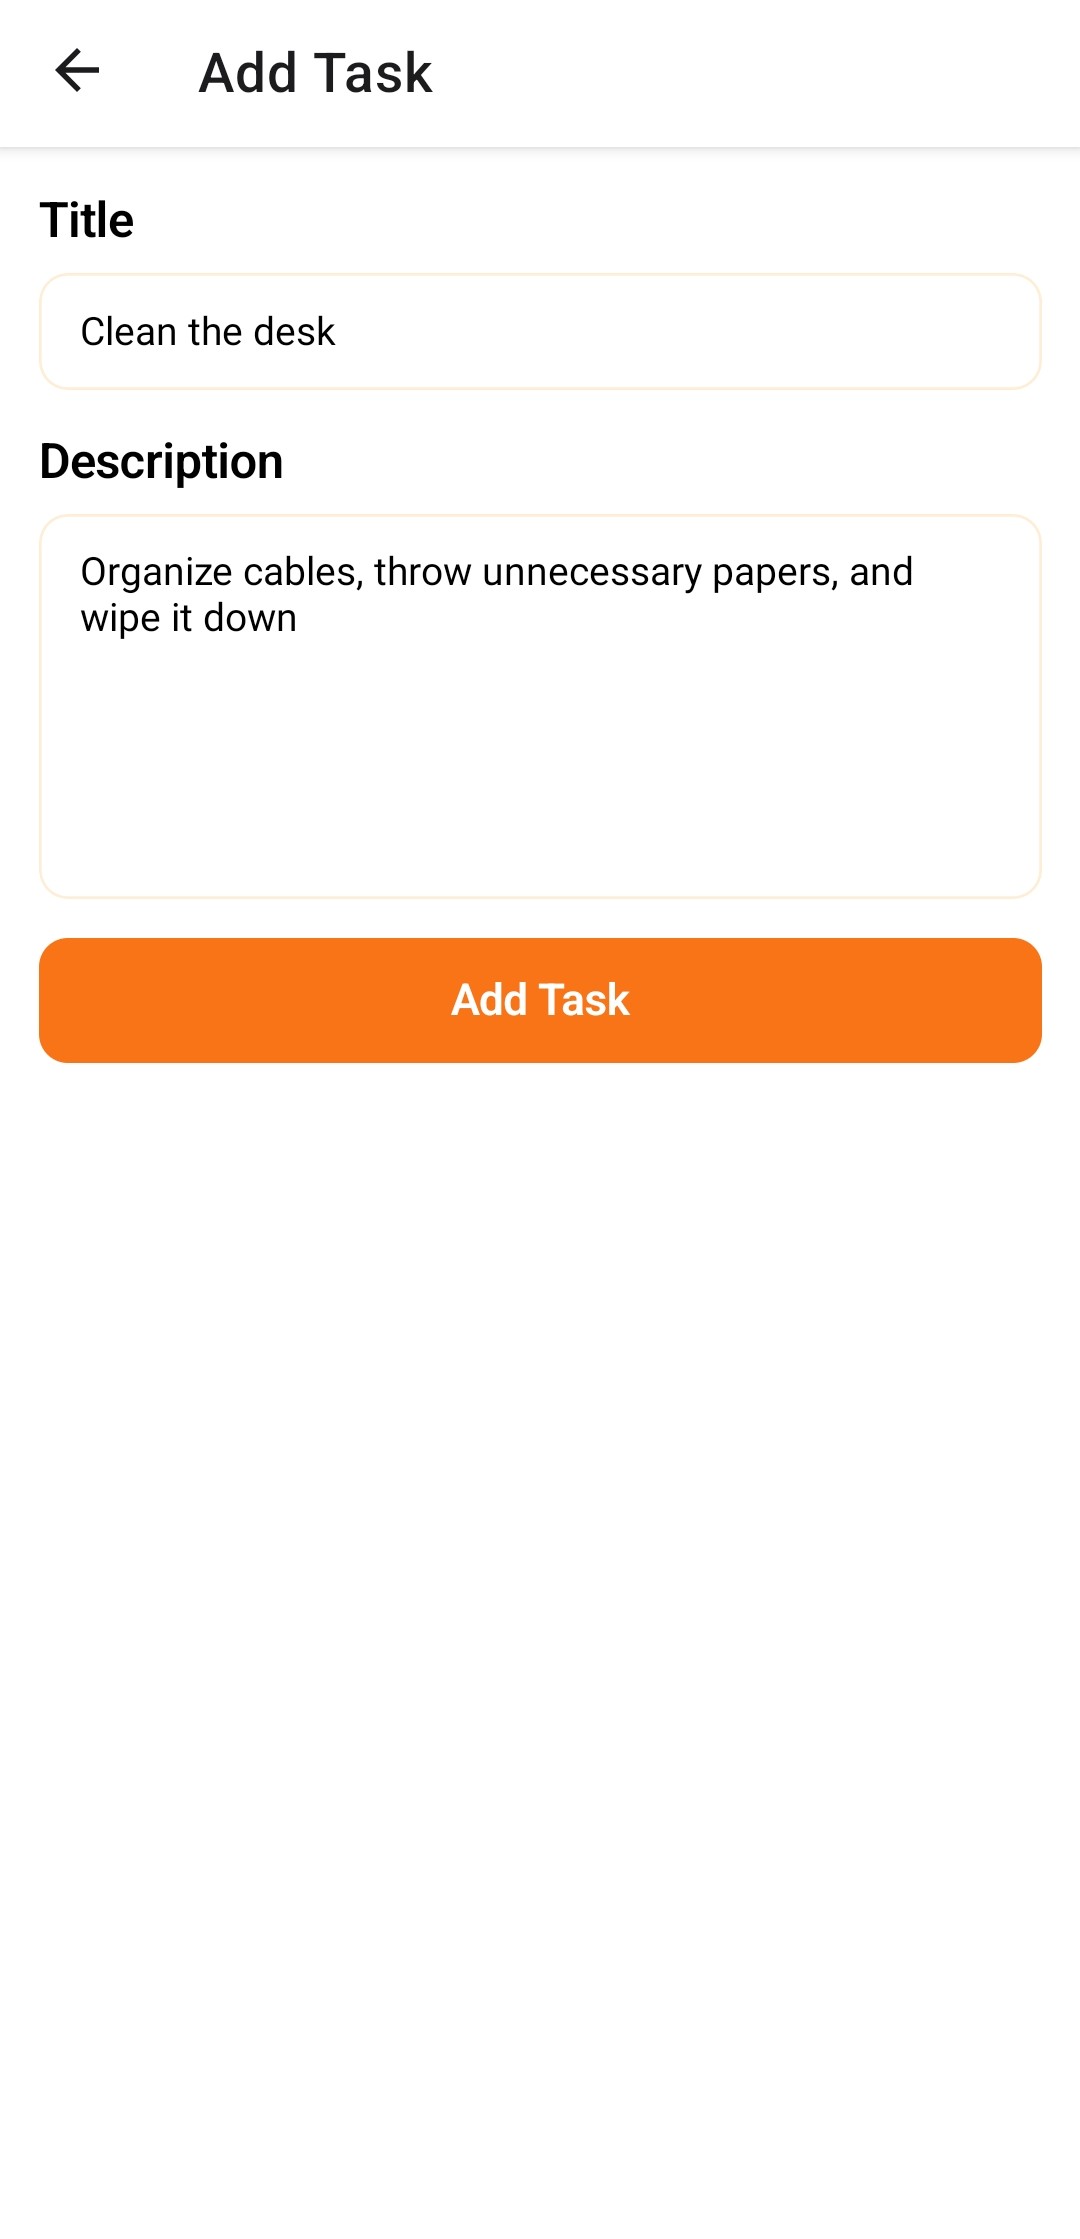 Add Task
Title
Clean the desk
Description
Organize cables, throw unnecessary papers, and
wipe it down
Add Task